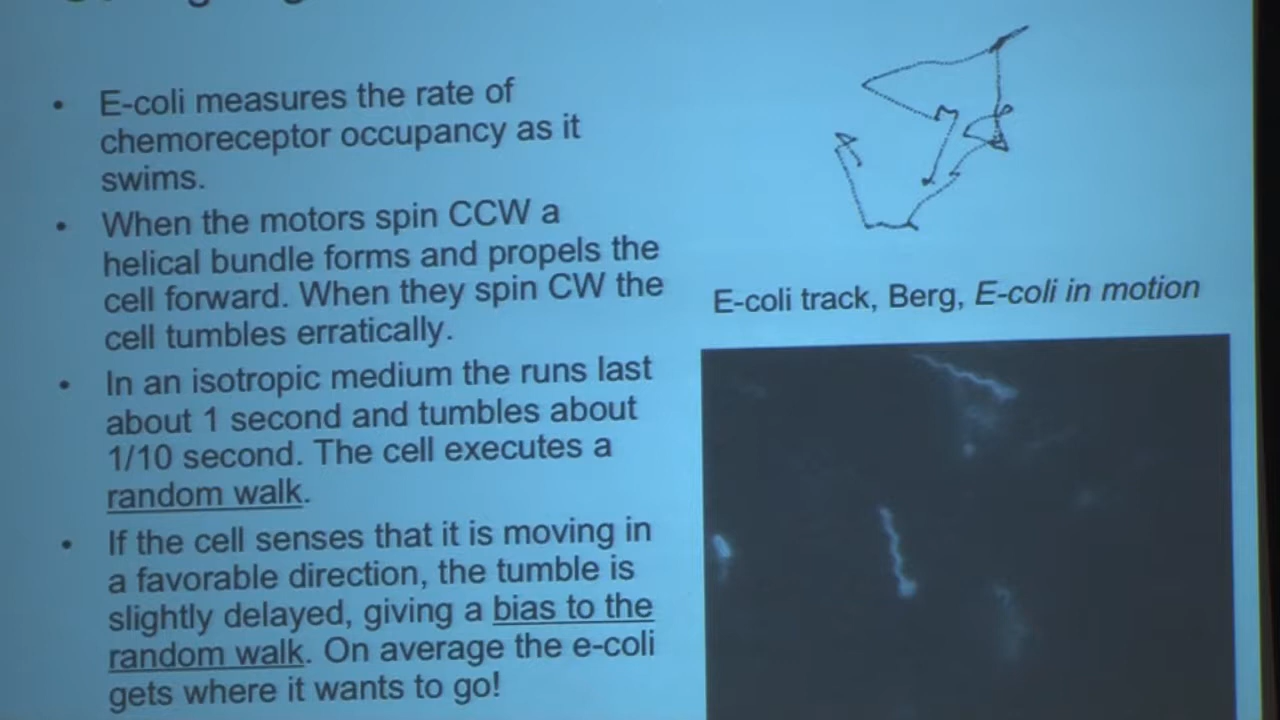 • E-coli measures the rate of
chemoreceptor occupancy as it
swims.
• When the motors spin CCW a
helical bundle forms and propels the
cell forward. When they spin CW the
cell tumbles erratically.
• In an isotropic medium the runs last
about 1 second and tumbles about
1/10 second. The cell executes a
random walk.
• If the cell senses that it is moving in
a favorable direction, the tumble is
slightly delayed, giving a bias to the
random walk. On average the e-coli
gets where it wants to go!
E-coli track, Berg, E-coli in motion